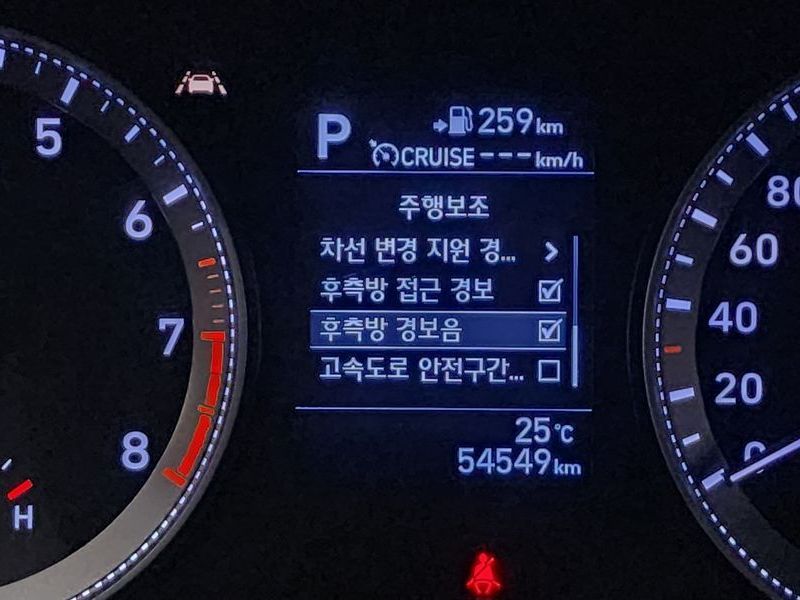 5
6
7
8
H
P
259km
CRUISE---km/h
주행보조
차선 변경 지원 경...
후측방 접근 경보
후측방 경보음
고속도로 안전구간...
25℃
54549km
80
60
40
20
0